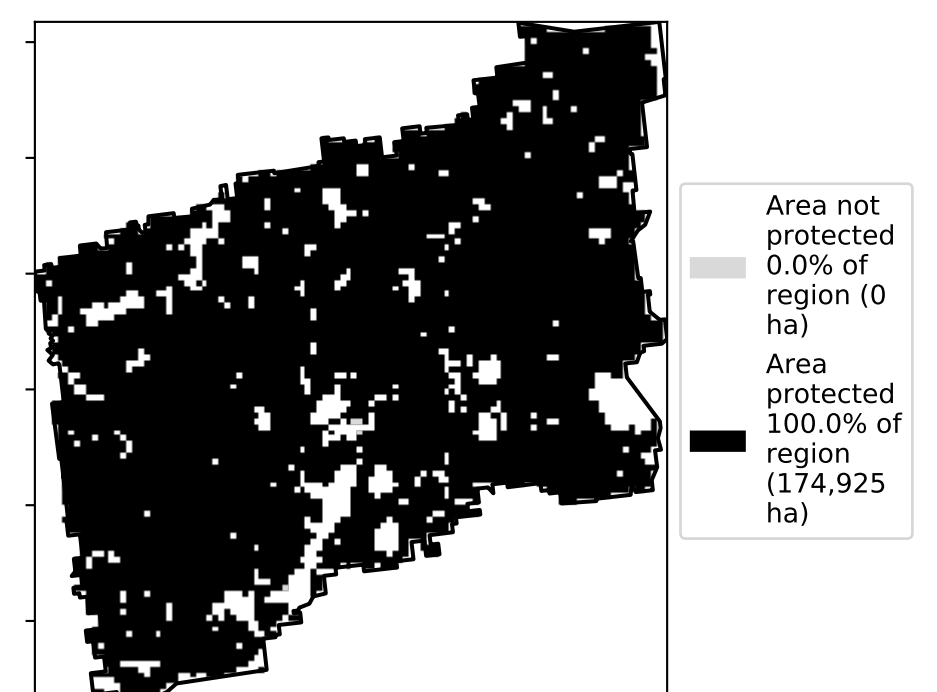 Area not
protected
0.0% of
region (0
ha)
Area
protected
100.0% of
region
(174,925
ha)